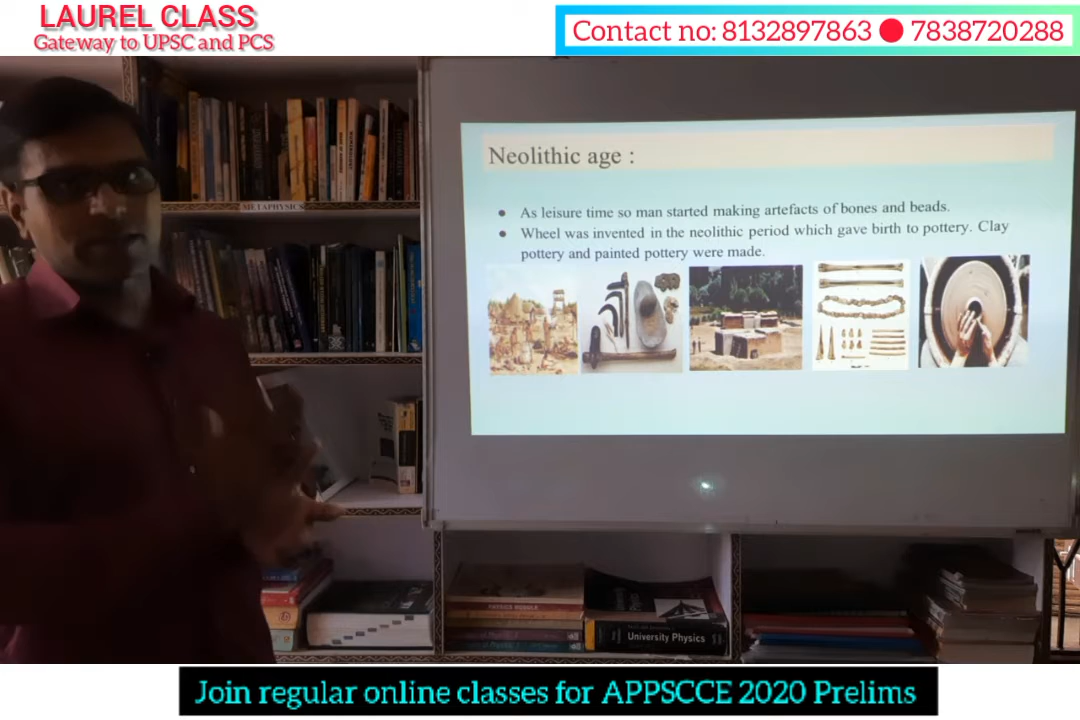 LAUREL CLASS
Gateway to UPSC and PCS
Contact no: 8132897863 7838720288
Neolithic age :
As leisure time so man started making artefacts of bones and beads.
Wheel was invented in the neolithic period which gave birth to pottery. Clay
pottery and painted pottery were made.
METAPHYSICS
University Physics
Join regular online classes for APPSCCE 2020 Prelims